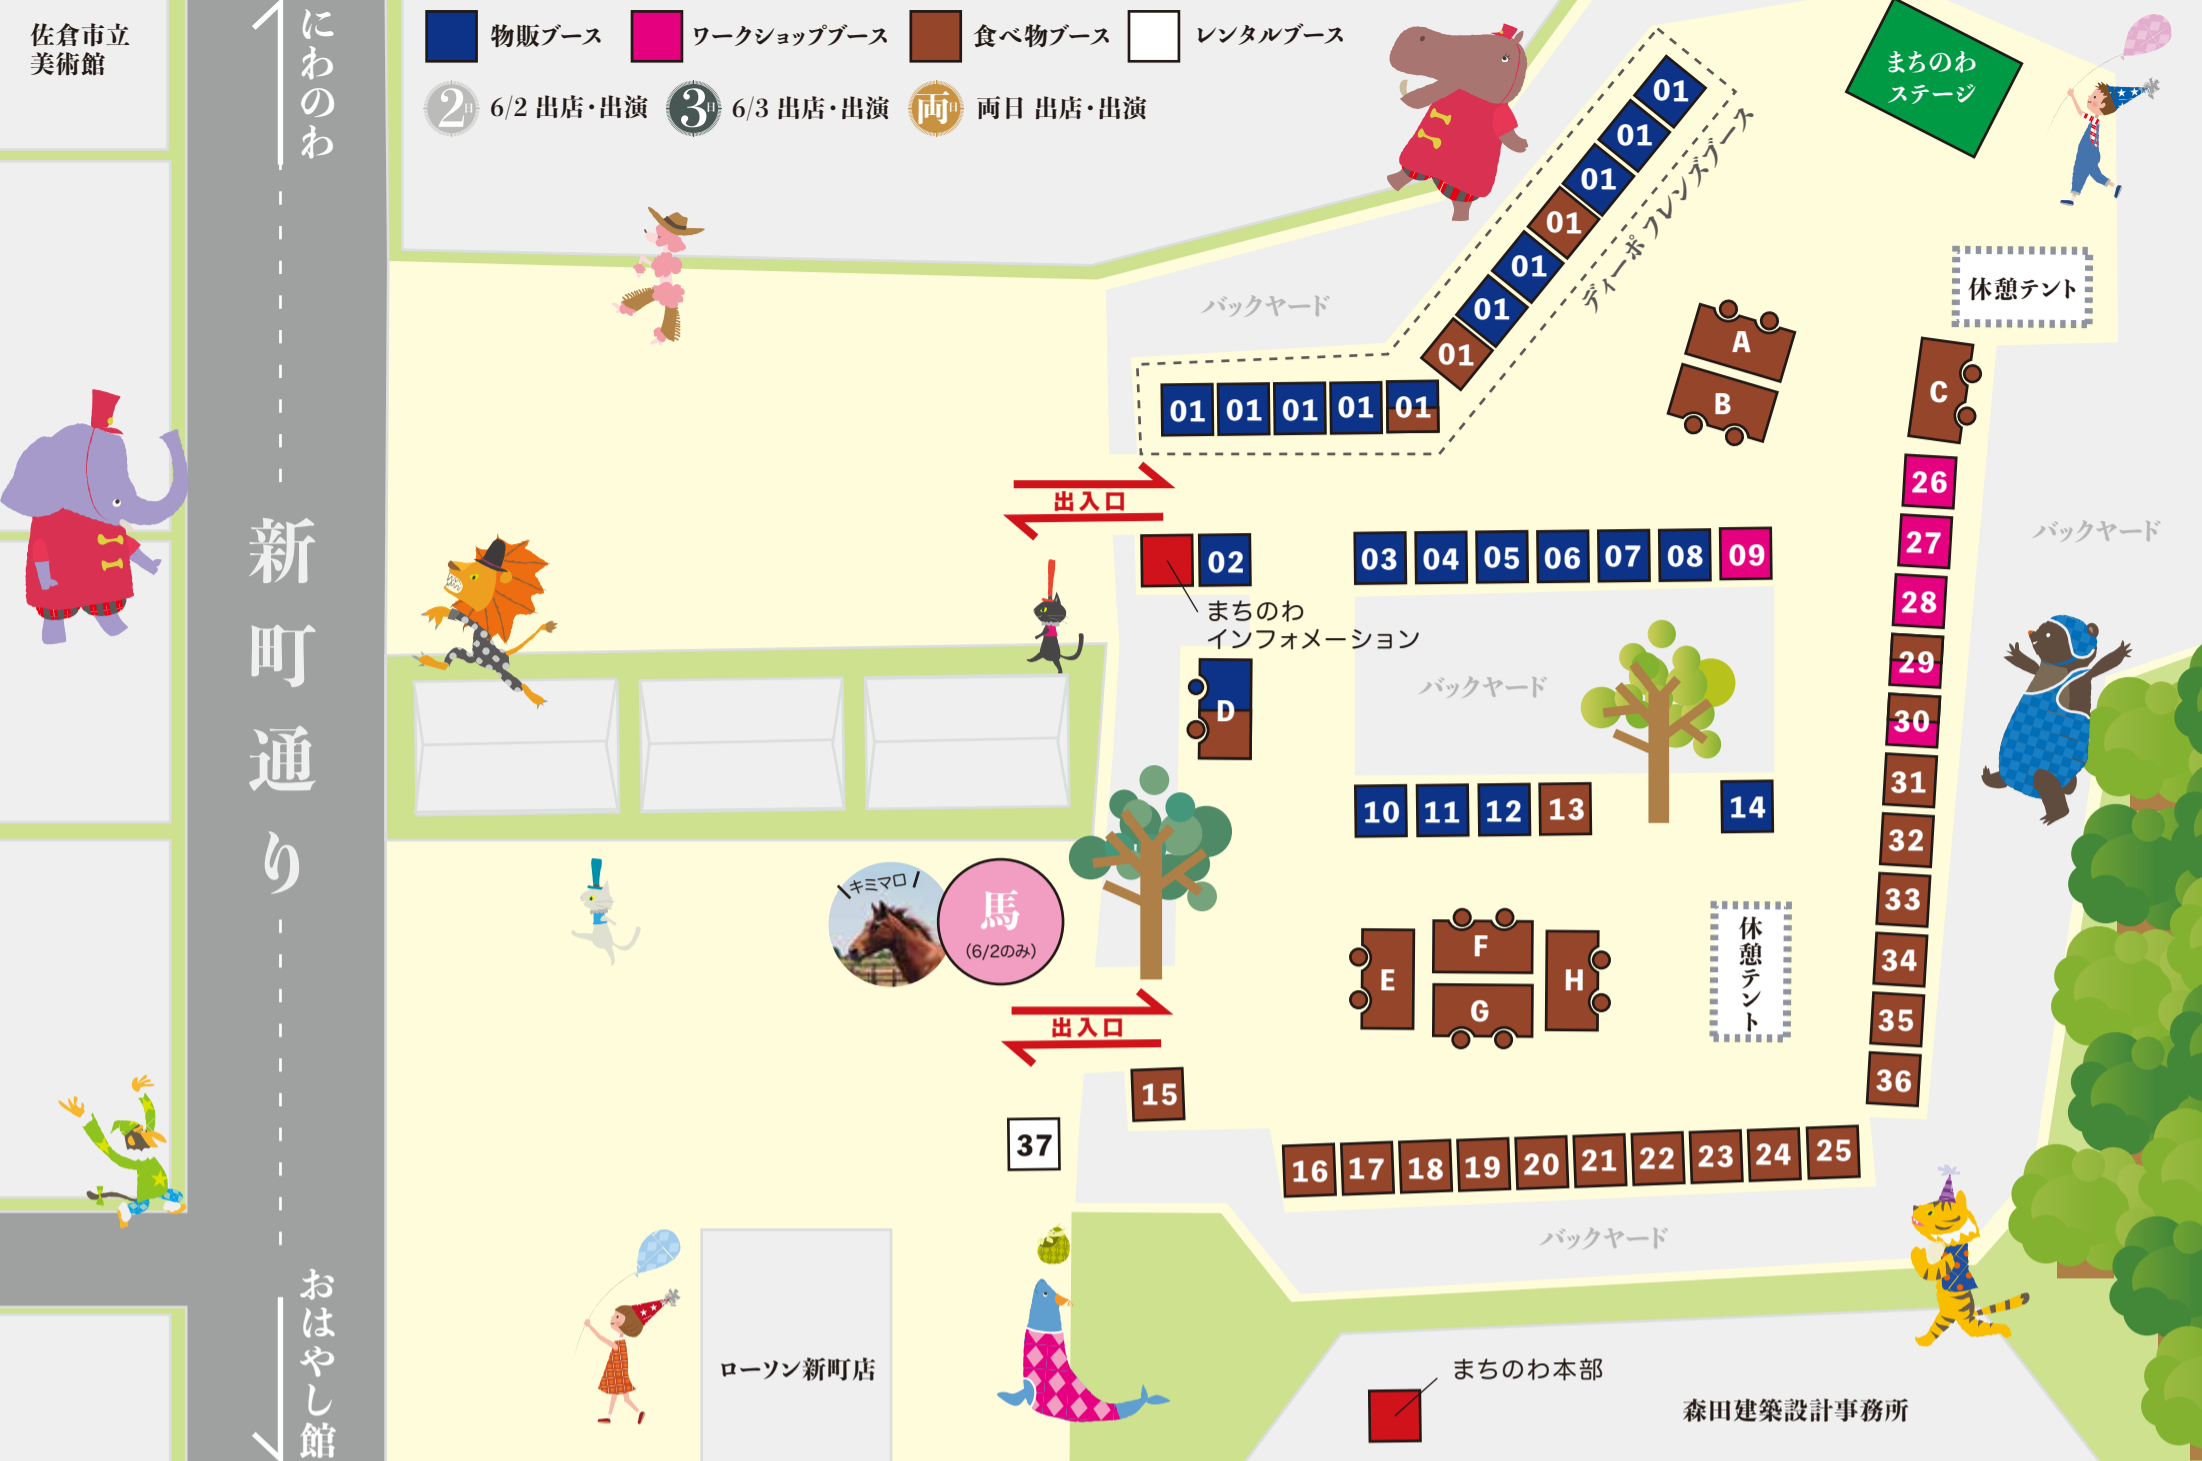 佐倉市立
美術館
にわのわ
新町通り
おはやし館
物販ブース
ワークショップブース
食べ物ブース
レンタルブース
2日
6/2 出店・出演
3日
6/3 出店・出演
両日
両日 出店・出演
まちのわ
ステージ
休憩テント
ディーポ フレンズブース
01
01
01
01
01
01
01
01 01 01 01 01
バックヤード
A
B
C
出入口
02
まちのわ
インフォメーション
D
03 04 05 06 07 08 09
バックヤード
10 11 12 13
14
26
27
28
29
30
31
32
33
34
35
36
バックヤード
キミマロ
馬
(6/2のみ)
出入口
E
F
G
H
休憩テント
15
37
16 17 18 19 20 21 22 23 24 25
バックヤード
ローソン新町店
まちのわ本部
森田建築設計事務所